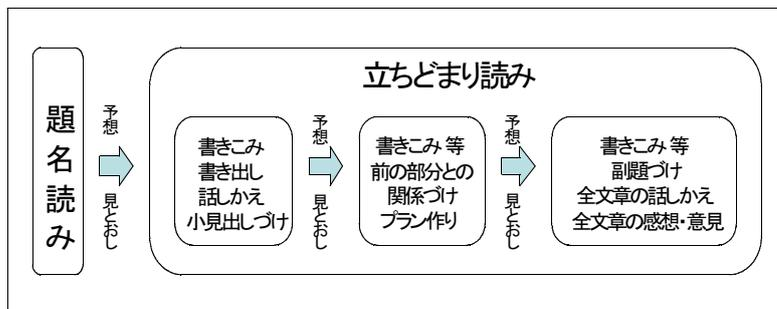 題名読み
予想
見とおし
立ちどまり読み
書きこみ
書き出し
話しかえ
小見出しづけ
予想
見とおし
書きこみ 等
前の部分との
関係づけ
プラン作り
予想
見とおし
書きこみ 等
副題づけ
全文章の話しかえ
全文章の感想・意見